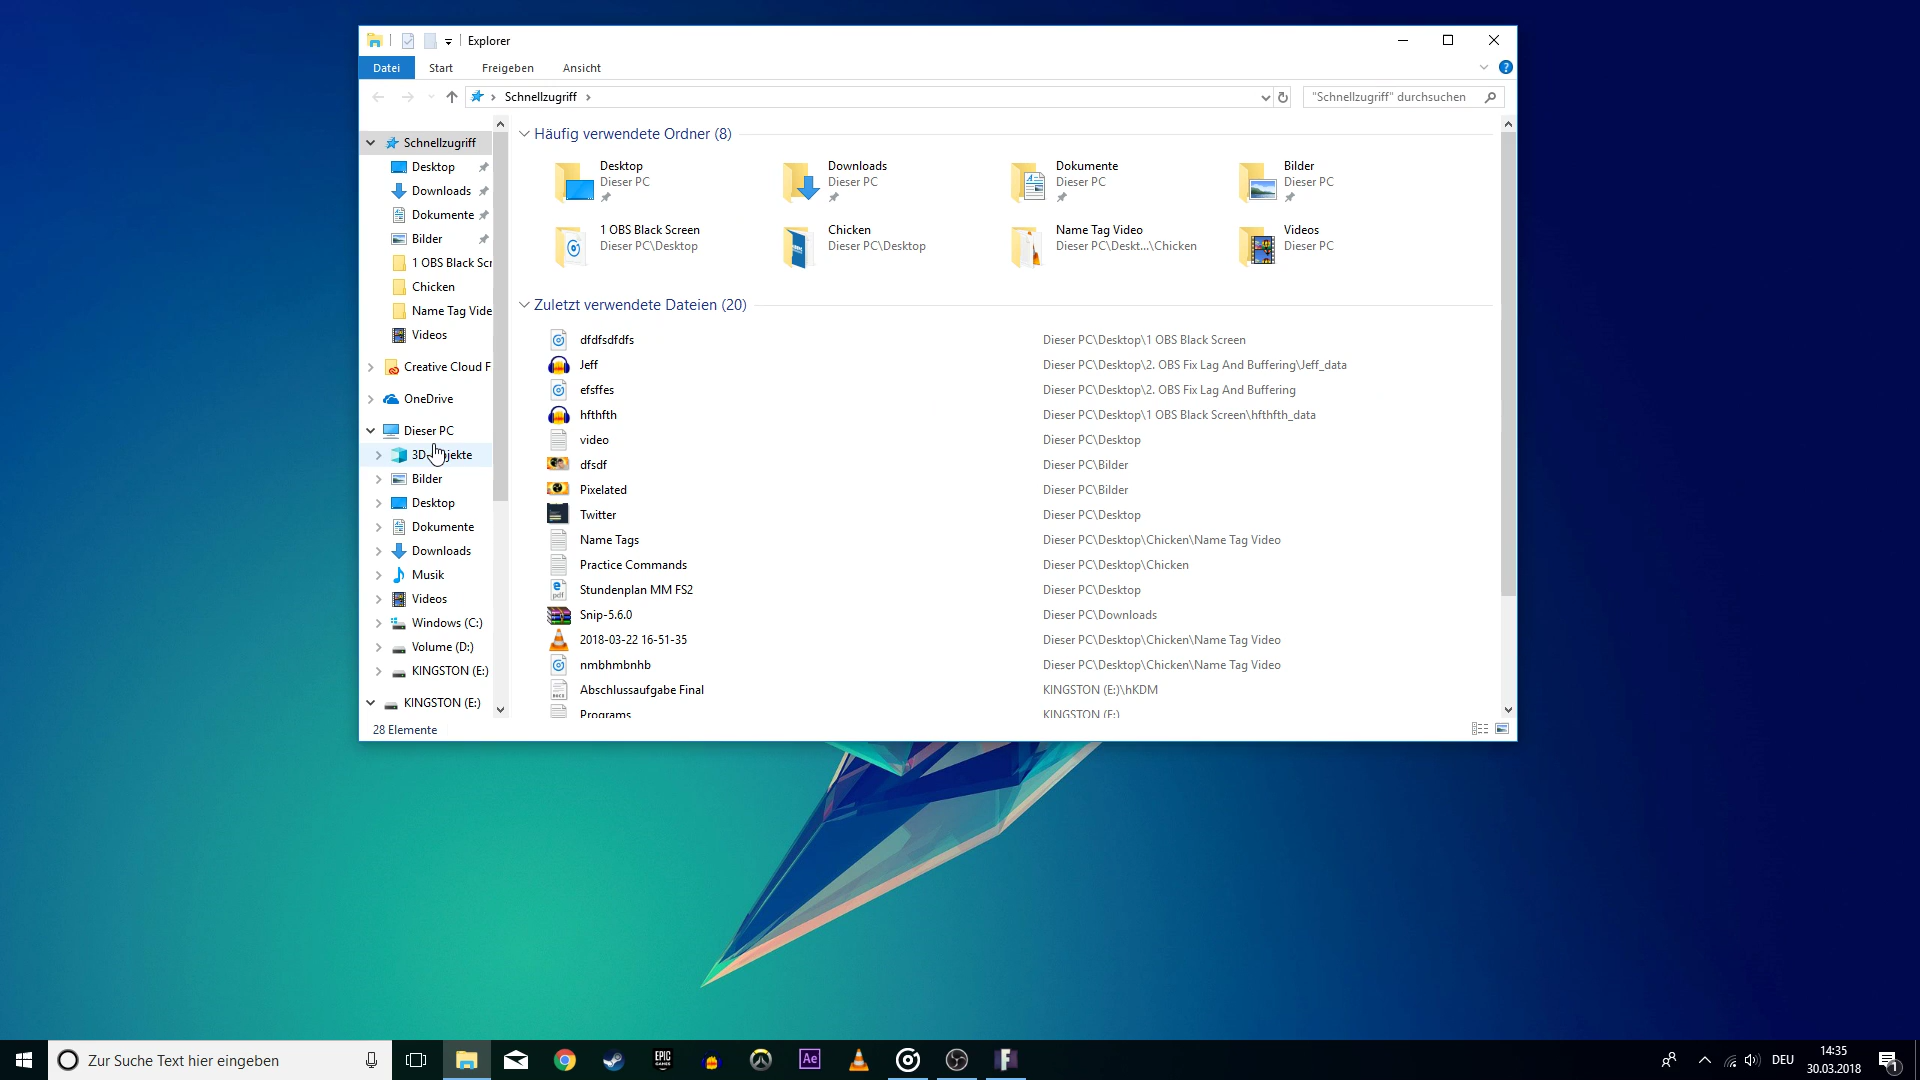 Explorer
Datei Start Freigeben Ansicht
Schnellzugriff
"Schnellzugriff" durchsuchen
Schnellzugriff
Desktop
Downloads
Dokumente
Bilder
1 OBS Black Scr
Chicken
Name Tag Vide
Videos
Creative Cloud F
OneDrive
Dieser PC
3D-Objekte
Bilder
Desktop
Dokumente
Downloads
Musik
Videos
Windows (C:)
Volume (D:)
KINGSTON (E:)
KINGSTON (E:)
Häufig verwendete Ordner (8)
Desktop
Dieser PC
Downloads
Dieser PC
Dokumente
Dieser PC
Bilder
Dieser PC
1 OBS Black Screen
Dieser PC\Desktop
Chicken
Dieser PC\Desktop
Name Tag Video
Dieser PC\Deskt...\Chicken
Videos
Dieser PC
Zuletzt verwendete Dateien (20)
dfdfsdfdfs Dieser PC\Desktop\1 OBS Black Screen
Jeff Dieser PC\Desktop\2. OBS Fix Lag And Buffering\Jeff_data
efsffes Dieser PC\Desktop\2. OBS Fix Lag And Buffering
hfthfth Dieser PC\Desktop\1 OBS Black Screen\hfthfth_data
video Dieser PC\Desktop
dfsdf Dieser PC\Bilder
Pixelated Dieser PC\Bilder
Twitter Dieser PC\Desktop
Name Tags Dieser PC\Desktop\Chicken\Name Tag Video
Practice Commands Dieser PC\Desktop\Chicken
Stundenplan MM FS2 Dieser PC\Desktop
Snip-5.6.0 Dieser PC\Downloads
2018-03-22 16-51-35 Dieser PC\Desktop\Chicken\Name Tag Video
nmbhmbnhb Dieser PC\Desktop\Chicken\Name Tag Video
Abschlussaufgabe Final KINGSTON (E:)\hKDM
Programs KINGSTON (E:)
28 Elemente
Zur Suche Text hier eingeben
EPIC
GAMES
Ae
DEU
14:35
30.03.2018
1